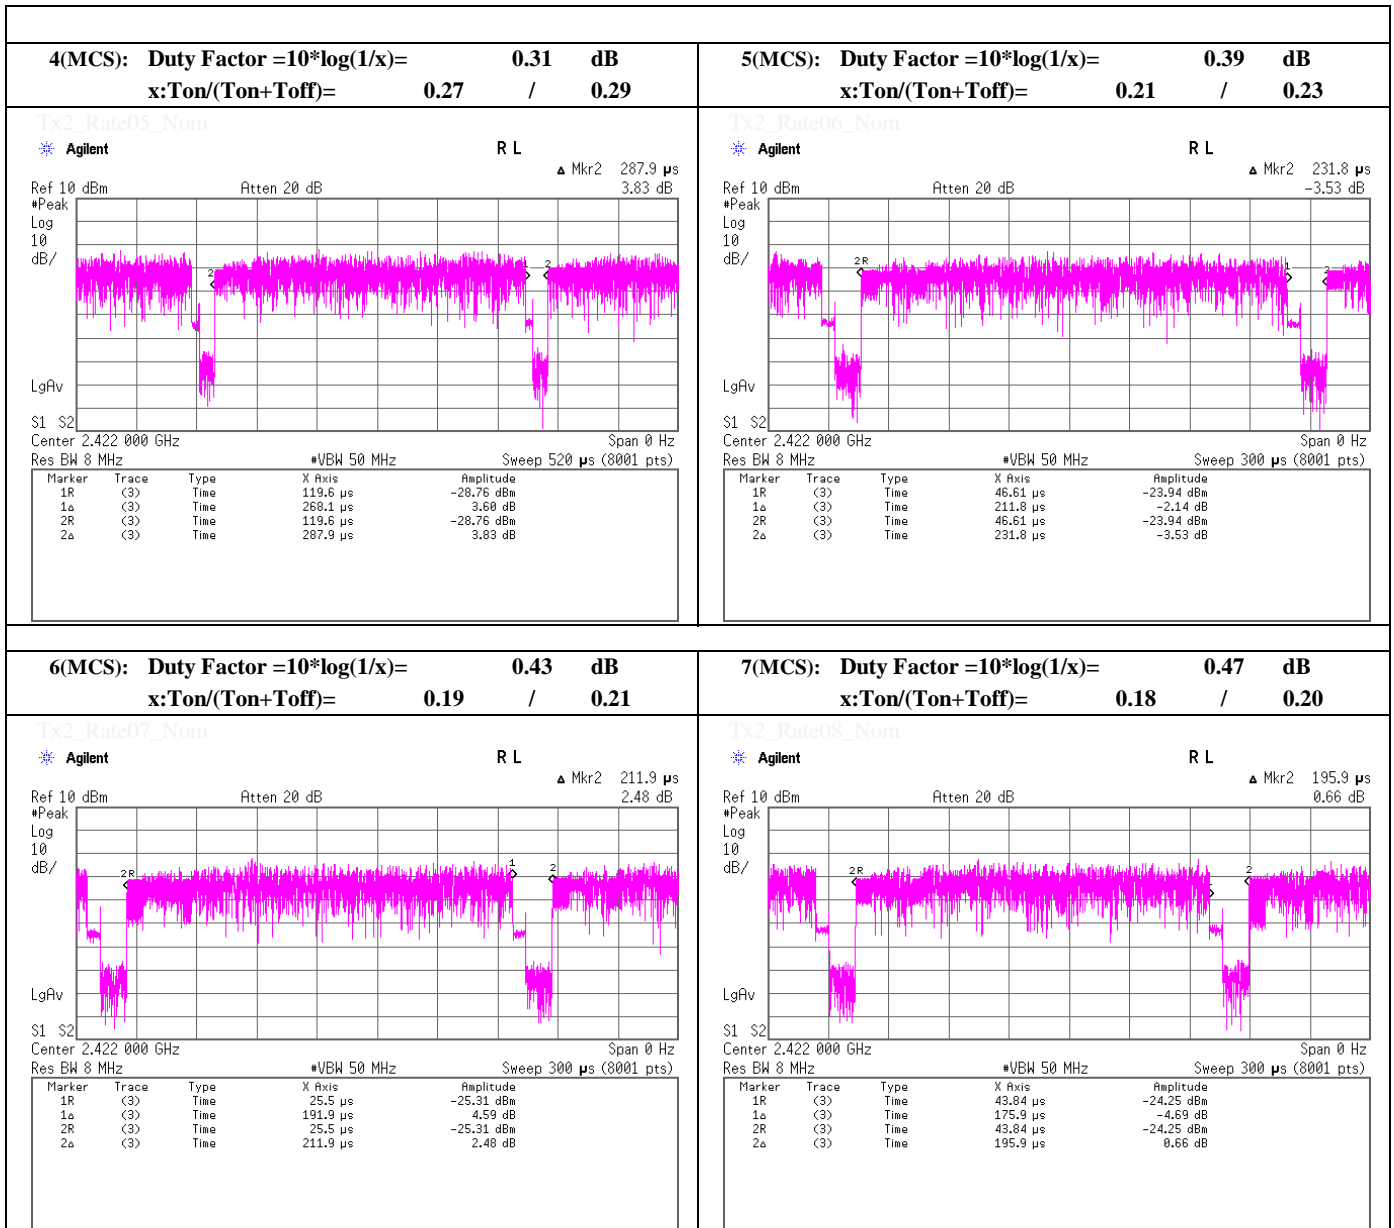 4(MCS): Duty Factor =10*log(1/x)= 0.31 dB
x:Ton/(Ton+Toff)= 0.27 / 0.29
Tx2_Rate05_Nom
Agilent R L
Δ Mkr2 287.9 µs
Ref 10 dBm Atten 20 dB 3.83 dB
#Peak
Log
10
dB/
2
1
2
LgAv
S1 S2
Center 2.422 000 GHz Span 0 Hz
Res BW 8 MHz #VBW 50 MHz Sweep 520 µs (8001 pts)
Marker Trace Type X Axis Amplitude
1R (3) Time 119.6 µs -28.76 dBm
1Δ (3) Time 268.1 µs 3.60 dB
2R (3) Time 119.6 µs -28.76 dBm
2Δ (3) Time 287.9 µs 3.83 dB
5(MCS): Duty Factor =10*log(1/x)= 0.39 dB
x:Ton/(Ton+Toff)= 0.21 / 0.23
Tx2_Rate06_Nom
Agilent R L
Δ Mkr2 231.8 µs
Ref 10 dBm Atten 20 dB -3.53 dB
#Peak
Log
10
dB/
2R
1
2
LgAv
S1 S2
Center 2.422 000 GHz Span 0 Hz
Res BW 8 MHz #VBW 50 MHz Sweep 300 µs (8001 pts)
Marker Trace Type X Axis Amplitude
1R (3) Time 46.61 µs -23.94 dBm
1Δ (3) Time 211.8 µs -2.14 dB
2R (3) Time 46.61 µs -23.94 dBm
2Δ (3) Time 231.8 µs -3.53 dB
6(MCS): Duty Factor =10*log(1/x)= 0.43 dB
x:Ton/(Ton+Toff)= 0.19 / 0.21
Tx2_Rate07_Nom
Agilent R L
Δ Mkr2 211.9 µs
Ref 10 dBm Atten 20 dB 2.48 dB
#Peak
Log
10
dB/
2R
1
2
LgAv
S1 S2
Center 2.422 000 GHz Span 0 Hz
Res BW 8 MHz #VBW 50 MHz Sweep 300 µs (8001 pts)
Marker Trace Type X Axis Amplitude
1R (3) Time 25.5 µs -25.31 dBm
1Δ (3) Time 191.9 µs 4.59 dB
2R (3) Time 25.5 µs -25.31 dBm
2Δ (3) Time 211.9 µs 2.48 dB
7(MCS): Duty Factor =10*log(1/x)= 0.47 dB
x:Ton/(Ton+Toff)= 0.18 / 0.20
Tx2_Rate08_Nom
Agilent R L
Δ Mkr2 195.9 µs
Ref 10 dBm Atten 20 dB 0.66 dB
#Peak
Log
10
dB/
2R
2
LgAv
S1 S2
Center 2.422 000 GHz Span 0 Hz
Res BW 8 MHz #VBW 50 MHz Sweep 300 µs (8001 pts)
Marker Trace Type X Axis Amplitude
1R (3) Time 43.84 µs -24.25 dBm
1Δ (3) Time 175.9 µs -4.69 dB
2R (3) Time 43.84 µs -24.25 dBm
2Δ (3) Time 195.9 µs 0.66 dB